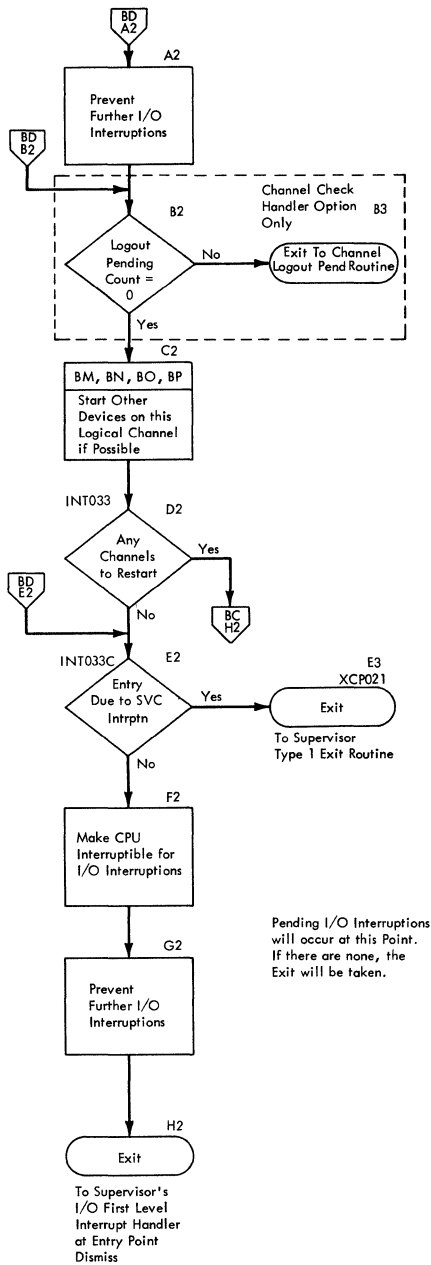 BD
A2
A2
Prevent
Further I/O
Interruptions
BD
B2
Channel Check
Handler Option
Only
B3
B2
Logout
Pending
Count =
0
No
Exit To Channel
Logout Pend Routine
Yes
C2
BM, BN, BO, BP
Start Other
Devices on this
Logical Channel
if Possible
INT033
D2
Any
Channels
to Restart
Yes
BC
H2
No
BD
E2
INT033C
E2
Entry
Due to SVC
Intrptn
Yes
E3
XCP021
Exit
To Supervisor
Type 1 Exit Routine
No
F2
Make CPU
Interruptible for
I/O Interruptions
Pending I/O Interruptions
will occur at this Point.
If there are none, the
Exit will be taken.
G2
Prevent
Further I/O
Interruptions
H2
Exit
To Supervisor's
I/O First Level
Interrupt Handler
at Entry Point
Dismiss